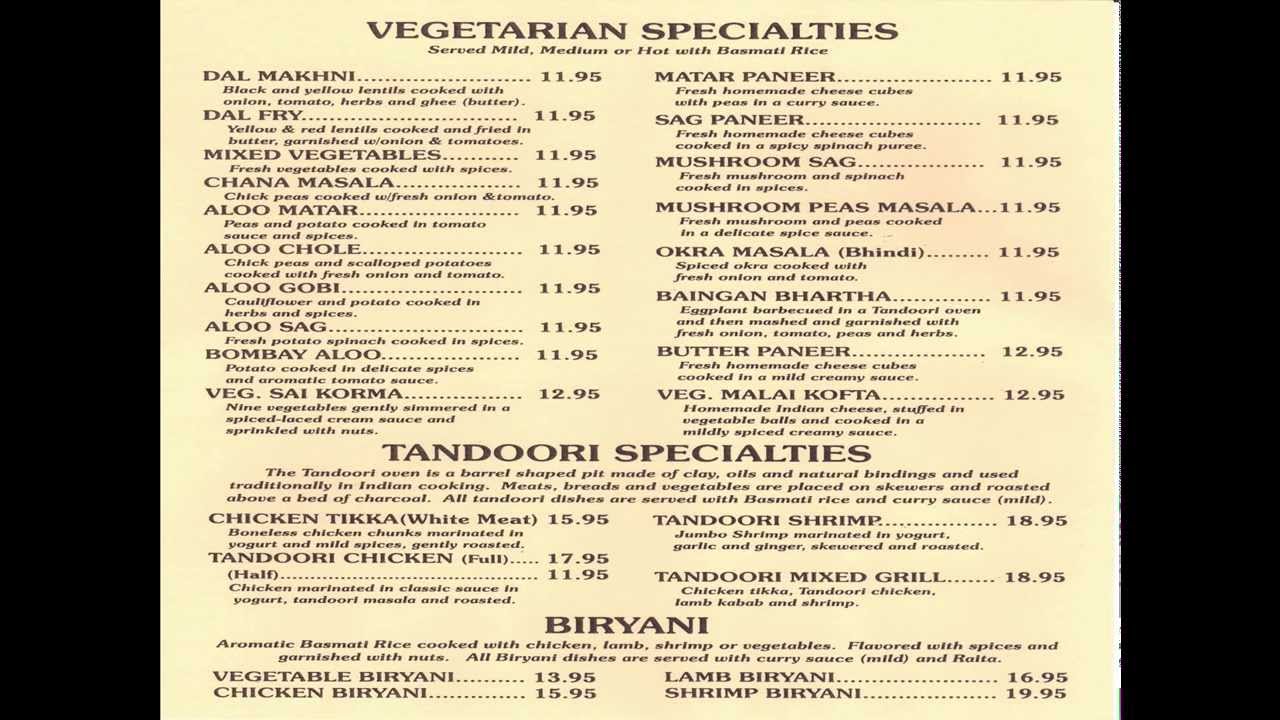 VEGETARIAN SPECIALTIES
Served Mild, Medium or Hot with Basmati Rice
DAL MAKHNI........................ 11.95
Black and yellow lentils cooked with
onion, tomato, herbs and ghee (butter).
DAL FRY.............................. 11.95
Yellow & red lentils cooked and fried in
butter, garnished w/onion & tomatoes.
MIXED VEGETABLES........... 11.95
Fresh vegetables cooked with spices.
CHANA MASALA................. 11.95
Chick peas cooked w/fresh onion &tomato.
ALOO MATAR...................... 11.95
Peas and potato cooked in tomato
sauce and spices.
ALOO CHOLE...................... 11.95
Chick peas and scalloped potatoes
cooked with fresh onion and tomato.
ALOO GOBI......................... 11.95
Cauliflower and potato cooked in
herbs and spices.
ALOO SAG........................... 11.95
Fresh potato spinach cooked in spices.
BOMBAY ALOO................... 11.95
Potato cooked in delicate spices
and aromatic tomato sauce.
VEG. SAI KORMA................ 12.95
Nine vegetables gently simmered in a
spiced-laced cream sauce and
sprinkled with nuts.
MATAR PANEER..................... 11.95
Fresh homemade cheese cubes
with peas in a curry sauce.
SAG PANEER........................ 11.95
Fresh homemade cheese cubes
cooked in a spicy spinach puree.
MUSHROOM SAG................. 11.95
Fresh mushroom and spinach
cooked in spices.
MUSHROOM PEAS MASALA...11.95
Fresh mushroom and peas cooked
in a delicate spice sauce.
OKRA MASALA (Bhindi)......... 11.95
Spiced okra cooked with
fresh onion and tomato.
BAINGAN BHARTHA............. 11.95
Eggplant barbecued in a Tandoori oven
and then mashed and garnished with
fresh onion, tomato, peas and herbs.
BUTTER PANEER.................. 12.95
Fresh homemade cheese cubes
cooked in a mild creamy sauce.
VEG. MALAI KOFTA............... 12.95
Homemade Indian cheese, stuffed in
vegetable balls and cooked in a
mildly spiced creamy sauce.
TANDOORI SPECIALTIES
The Tandoori oven is a barrel shaped pit made of clay, oils and natural bindings and used
traditionally in Indian cooking. Meats, breads and vegetables are placed on skewers and roasted
above a bed of charcoal. All tandoori dishes are served with Basmati rice and curry sauce (mild).
CHICKEN TIKKA(White Meat) 15.95
Boneless chicken chunks marinated in
yogurt and mild spices, gently roasted.
TANDOORI CHICKEN (Full)..... 17.95
(Half)..................................... 11.95
Chicken marinated in classic sauce in
yogurt, tandoori masala and roasted.
TANDOORI SHRIMP................ 18.95
Jumbo Shrimp marinated in yogurt,
garlic and ginger, skewered and roasted.
TANDOORI MIXED GRILL....... 18.95
Chicken tikka, Tandoori chicken,
lamb kabab and shrimp.
BIRYANI
Aromatic Basmati Rice cooked with chicken, lamb, shrimp or vegetables. Flavored with spices and
garnished with nuts. All Biryani dishes are served with curry sauce (mild) and Raita.
VEGETABLE BIRYANI......... 13.95
CHICKEN BIRYANI............... 15.95
LAMB BIRYANI........................ 16.95
SHRIMP BIRYANI.................. 19.95